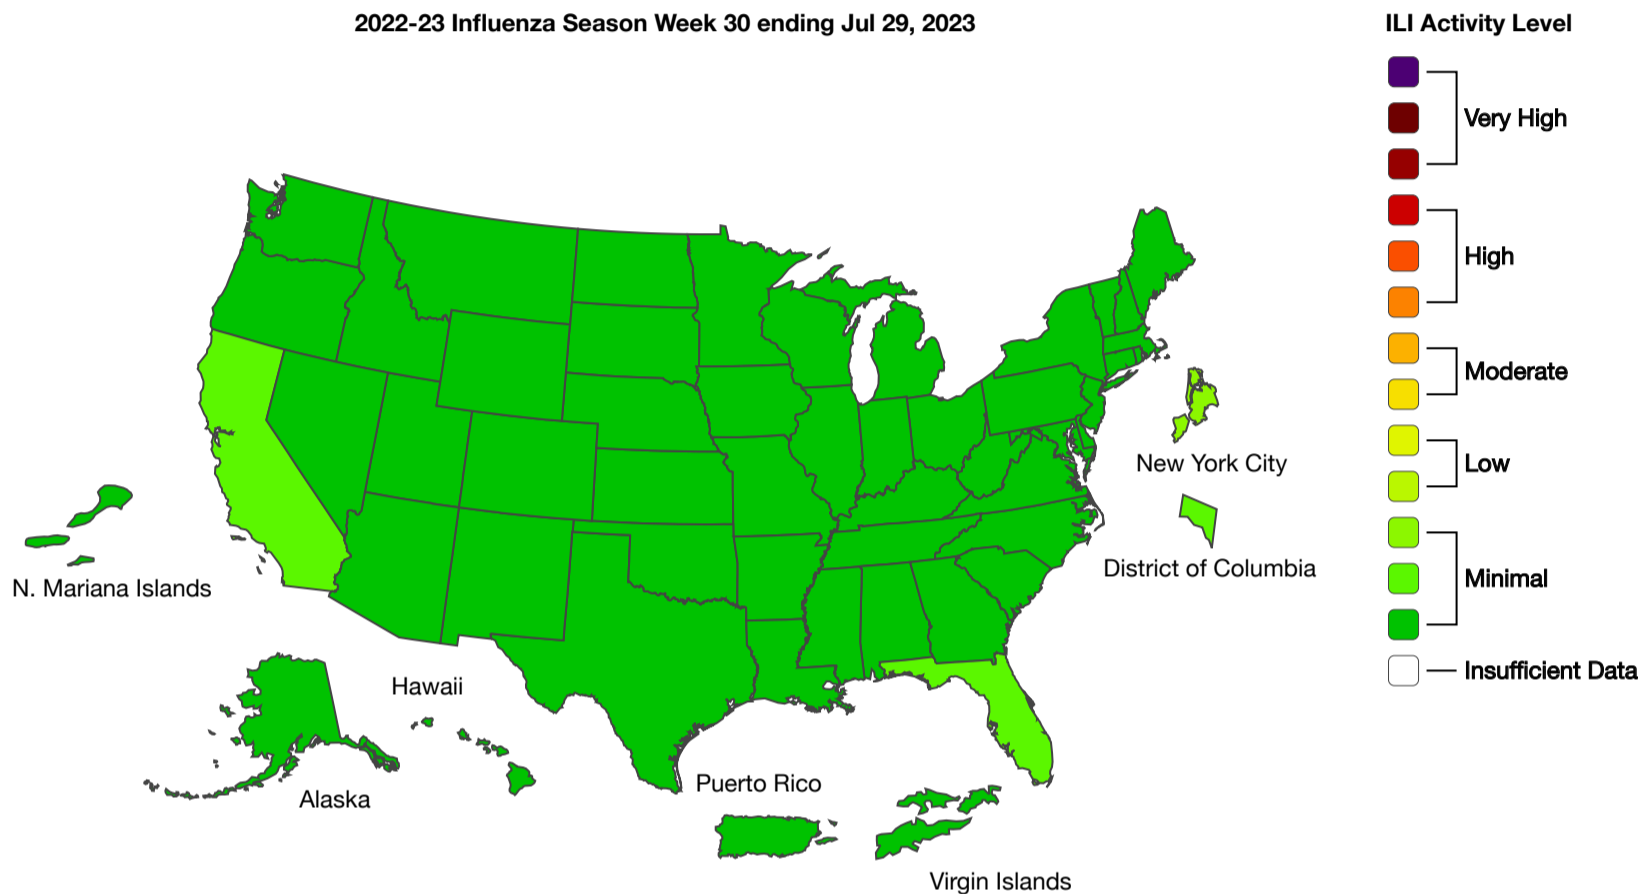 2022-23 Influenza Season Week 30 ending Jul 29, 2023
ILI Activity Level
Very High
High
Moderate
Low
Minimal
Insufficient Data
New York City
District of Columbia
N. Mariana Islands
Hawaii
Alaska
Puerto Rico
Virgin Islands